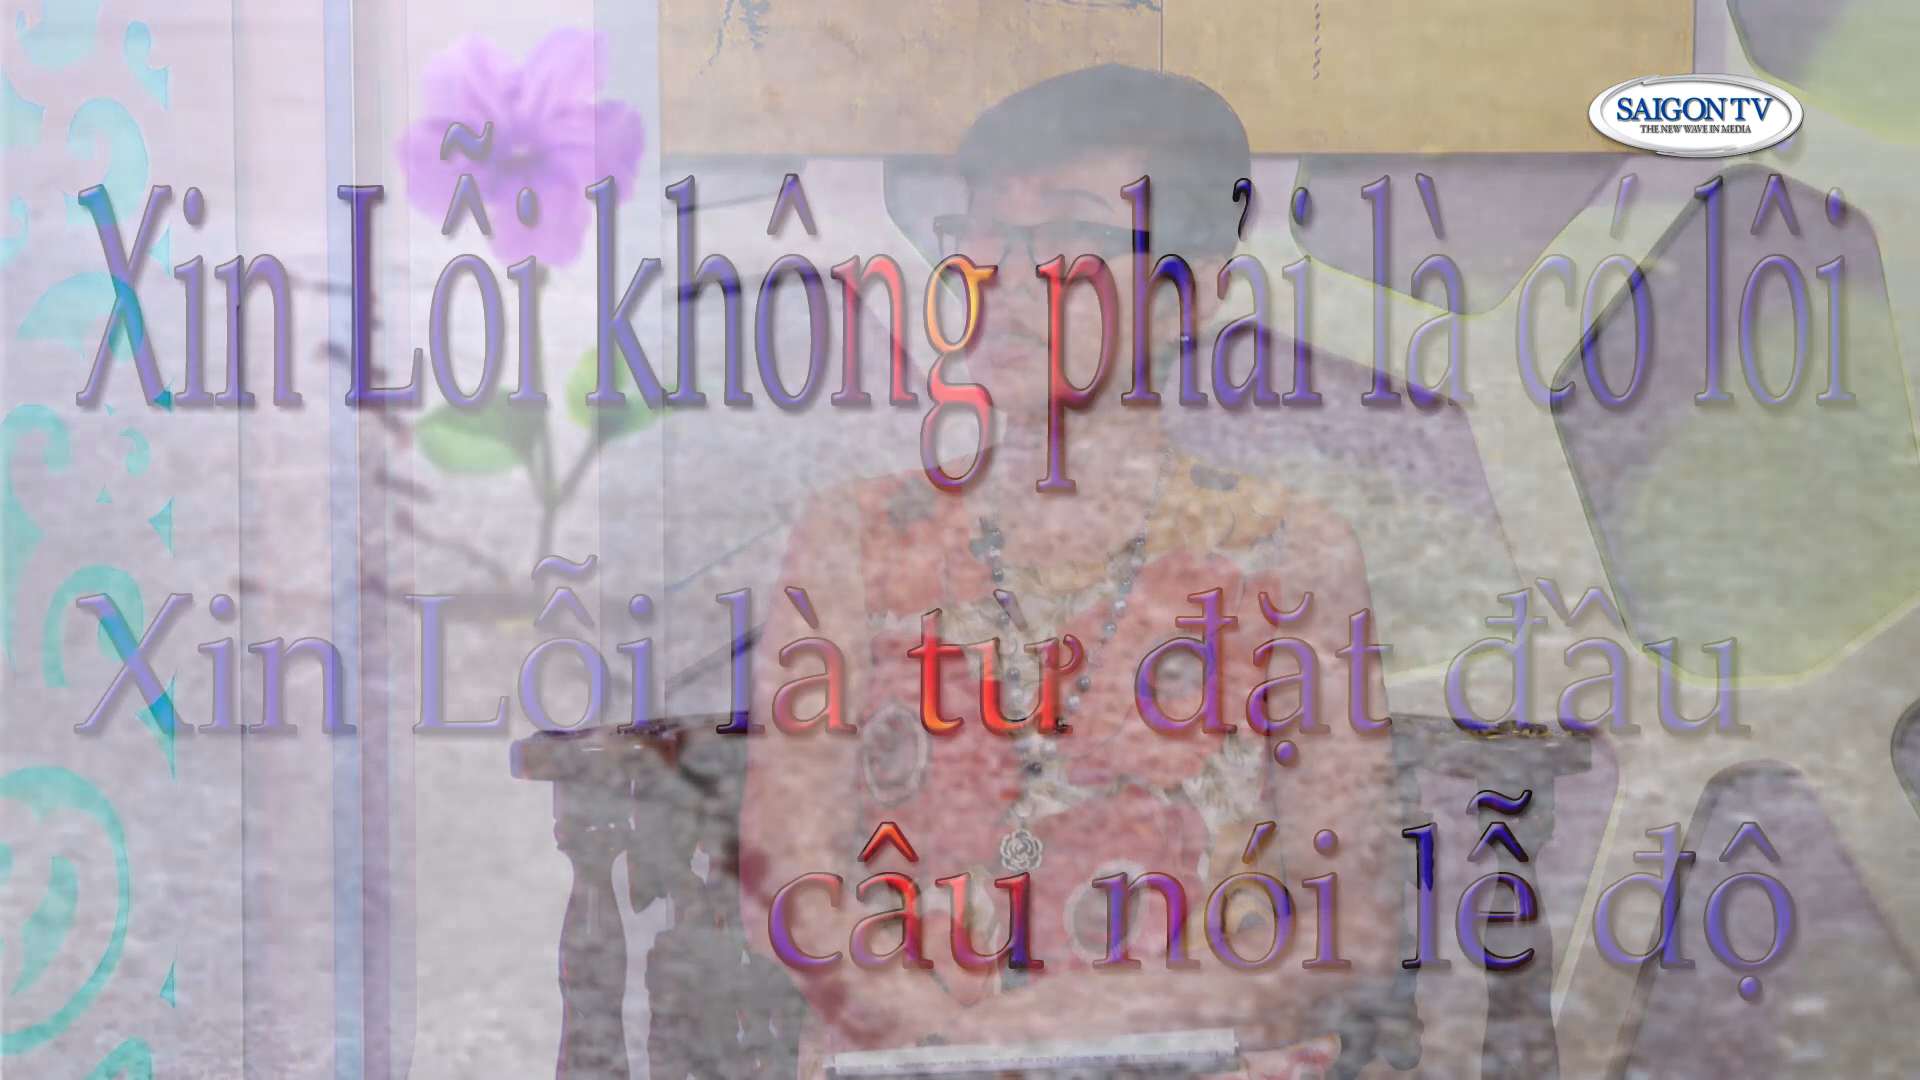 SAIGON TV
THE NEW WAVE IN MEDIA
Xin Lỗi không phải là có lôi
Xin Lỗi là từ đặt đầu
câu nói lễ độ